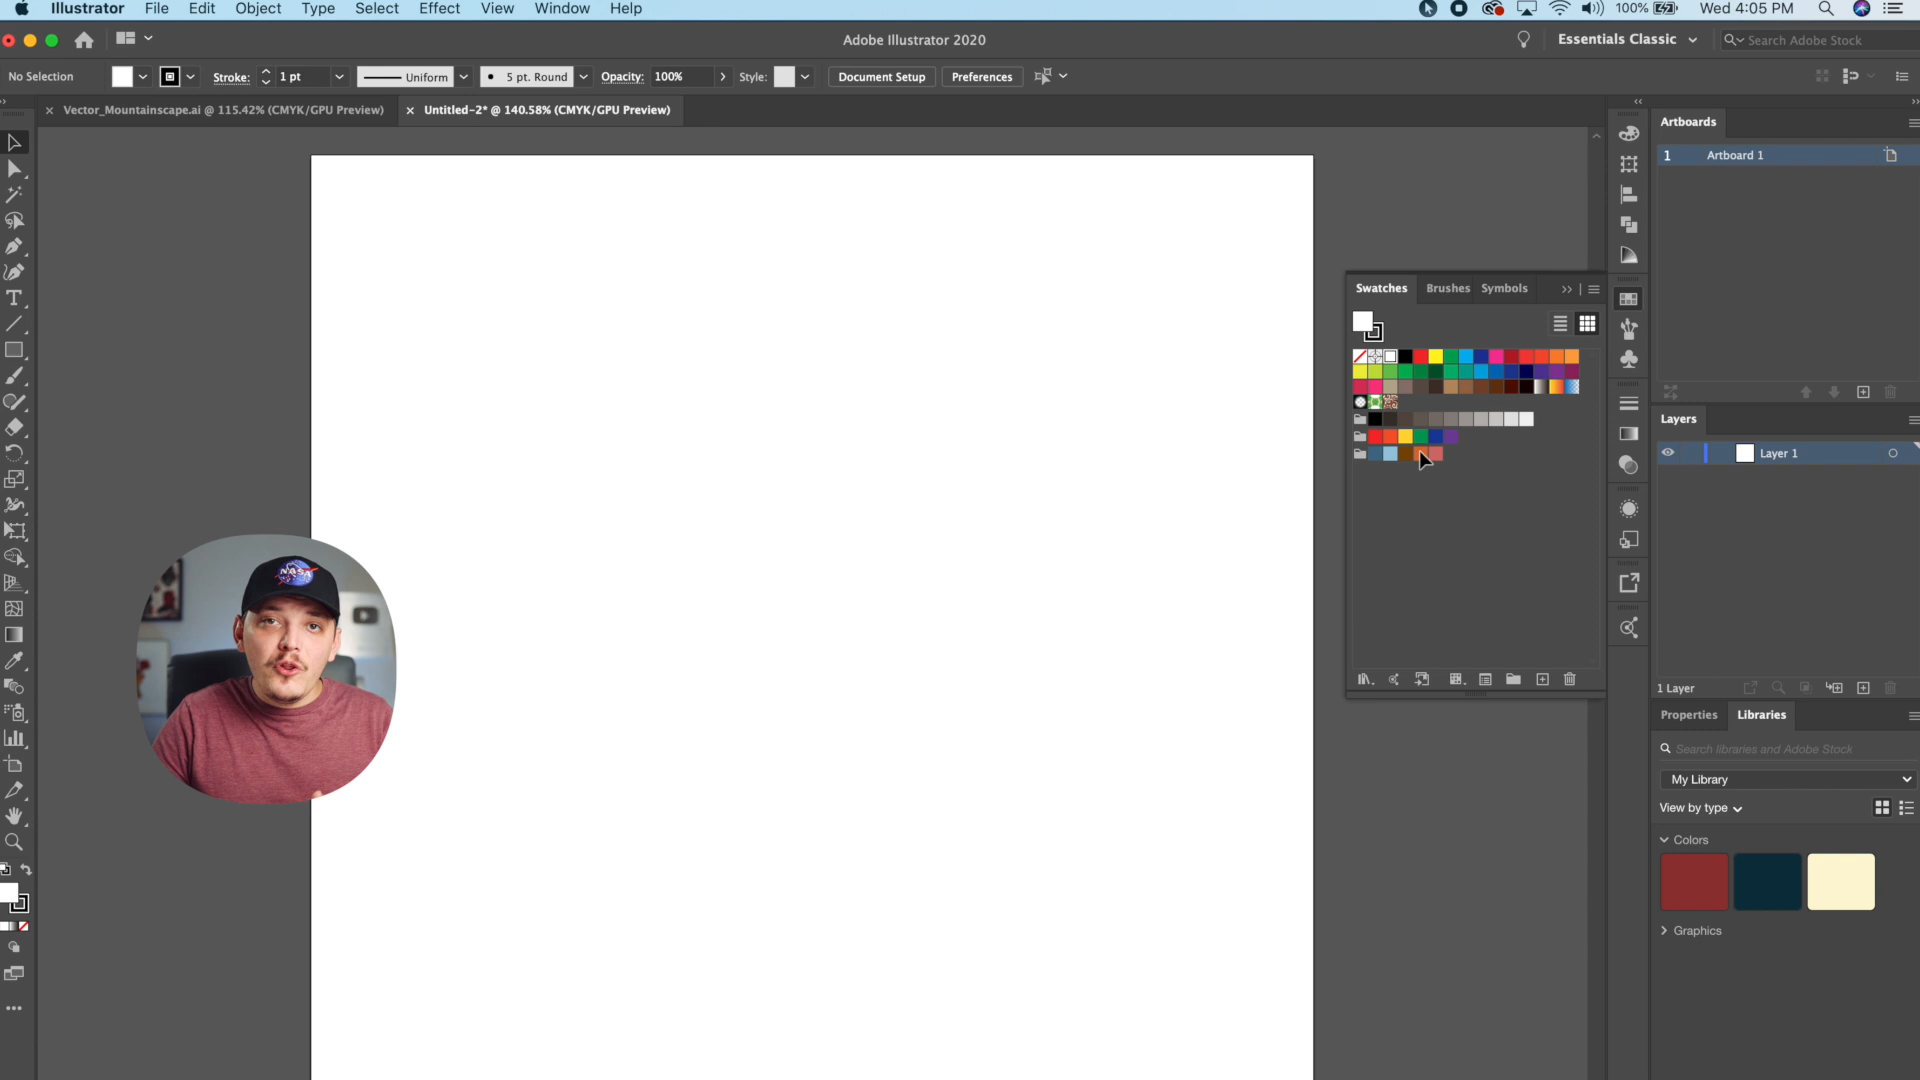 Illustrator File Edit Object Type Select Effect View Window Help 100% Wed 4:05 PM
Adobe Illustrator 2020 Essentials Classic Search Adobe Stock
No Selection Stroke: 1 pt Uniform 5 pt. Round Opacity: 100% Style: Document Setup Preferences
Vector_Mountainscape.ai @ 115.42% (CMYK/GPU Preview) Untitled-2* @ 140.58% (CMYK/GPU Preview)
Artboards
1 Artboard 1
Swatches Brushes Symbols
Layers
Layer 1
NASA
1 Layer
Properties Libraries
Search libraries and Adobe Stock
My Library
View by type
Colors
Graphics